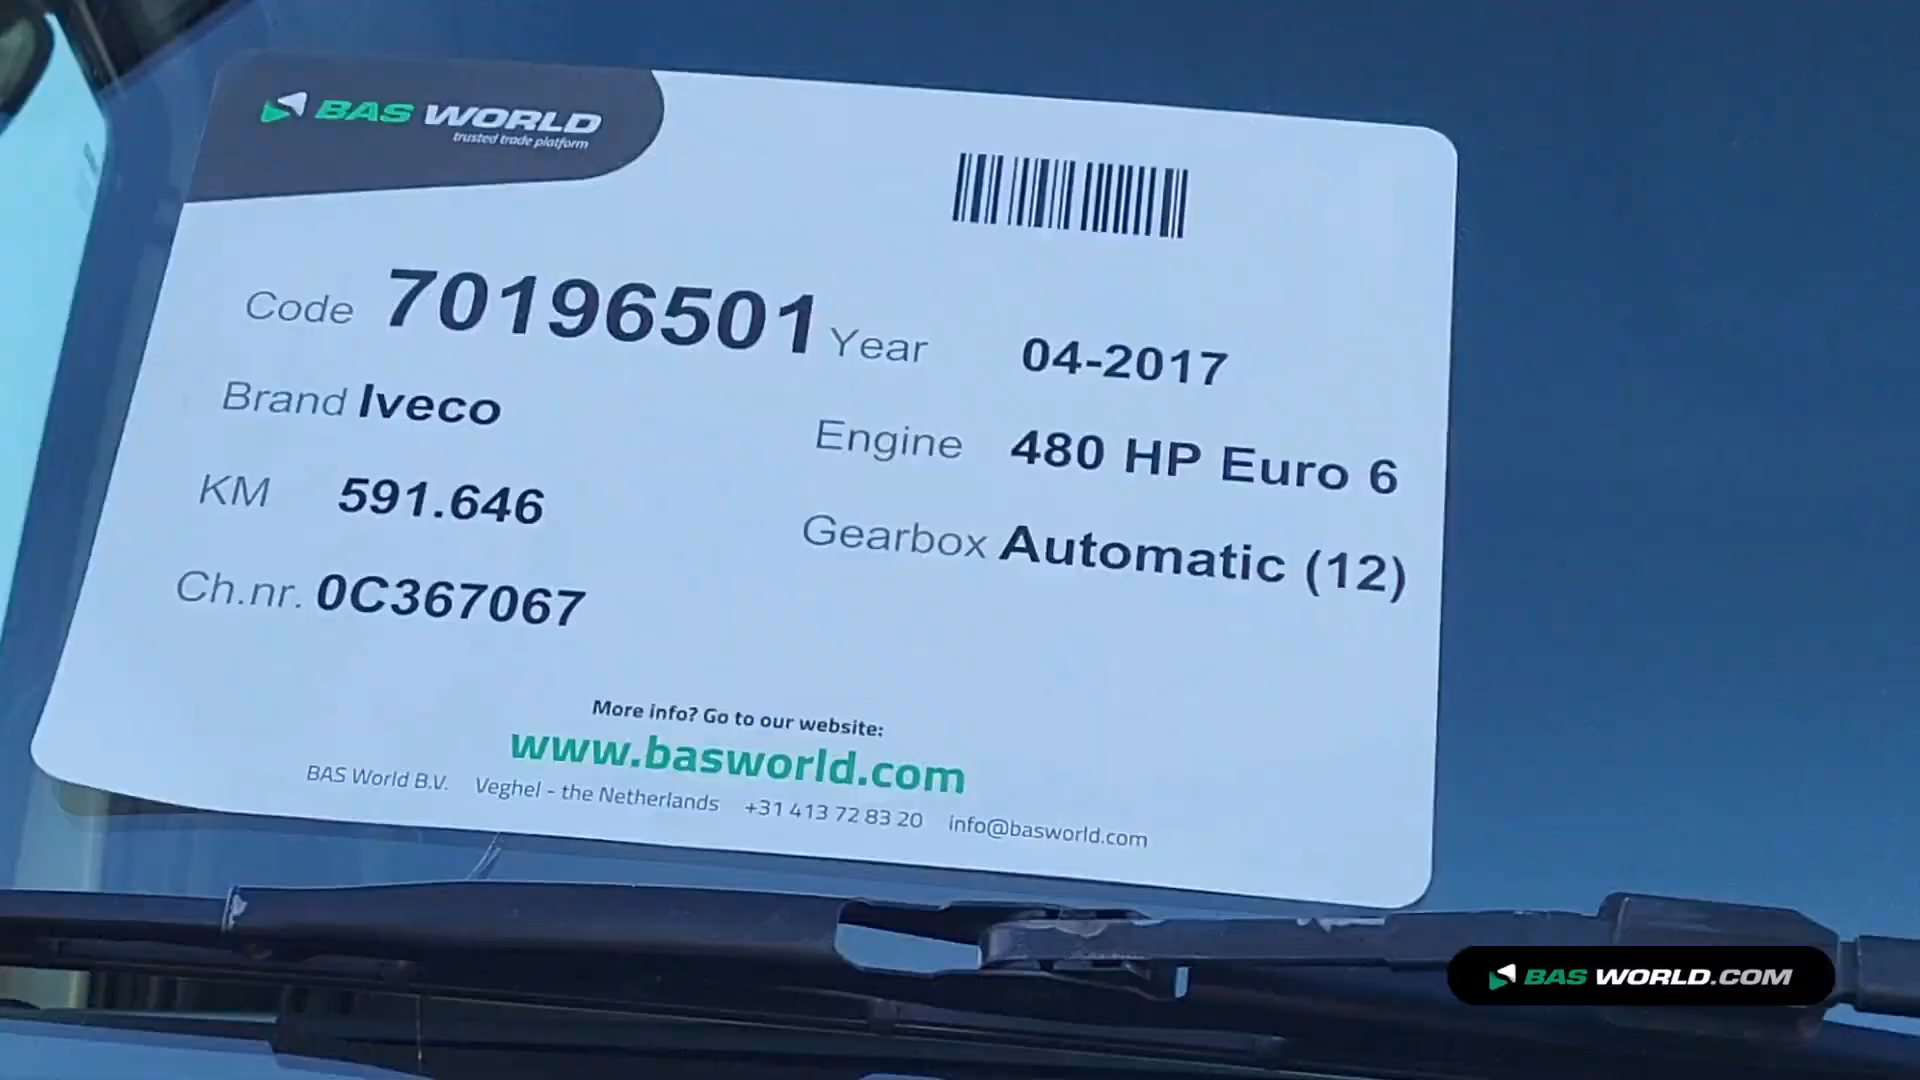 BAS WORLD
trusted trade platform
Code 70196501 Year 04-2017
Brand Iveco
Engine 480 HP Euro 6
KM 591.646
Gearbox Automatic (12)
Ch.nr. 0C367067
More info? Go to our website:
www.basworld.com
BAS World B.V. Veghel - the Netherlands +31 413 72 83 20 info@basworld.com
BAS WORLD.COM